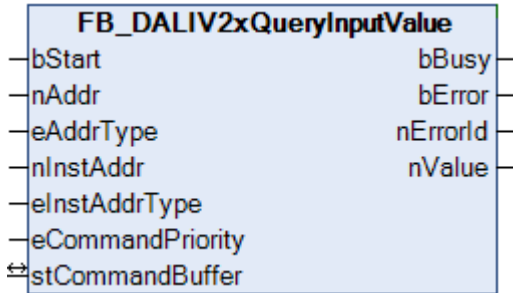 FB_DALIV2xQueryInputValue
bStart bBusy
nAddr bError
eAddrType nErrorId
nInstAddr nValue
eInstAddrType
eCommandPriority
stCommandBuffer